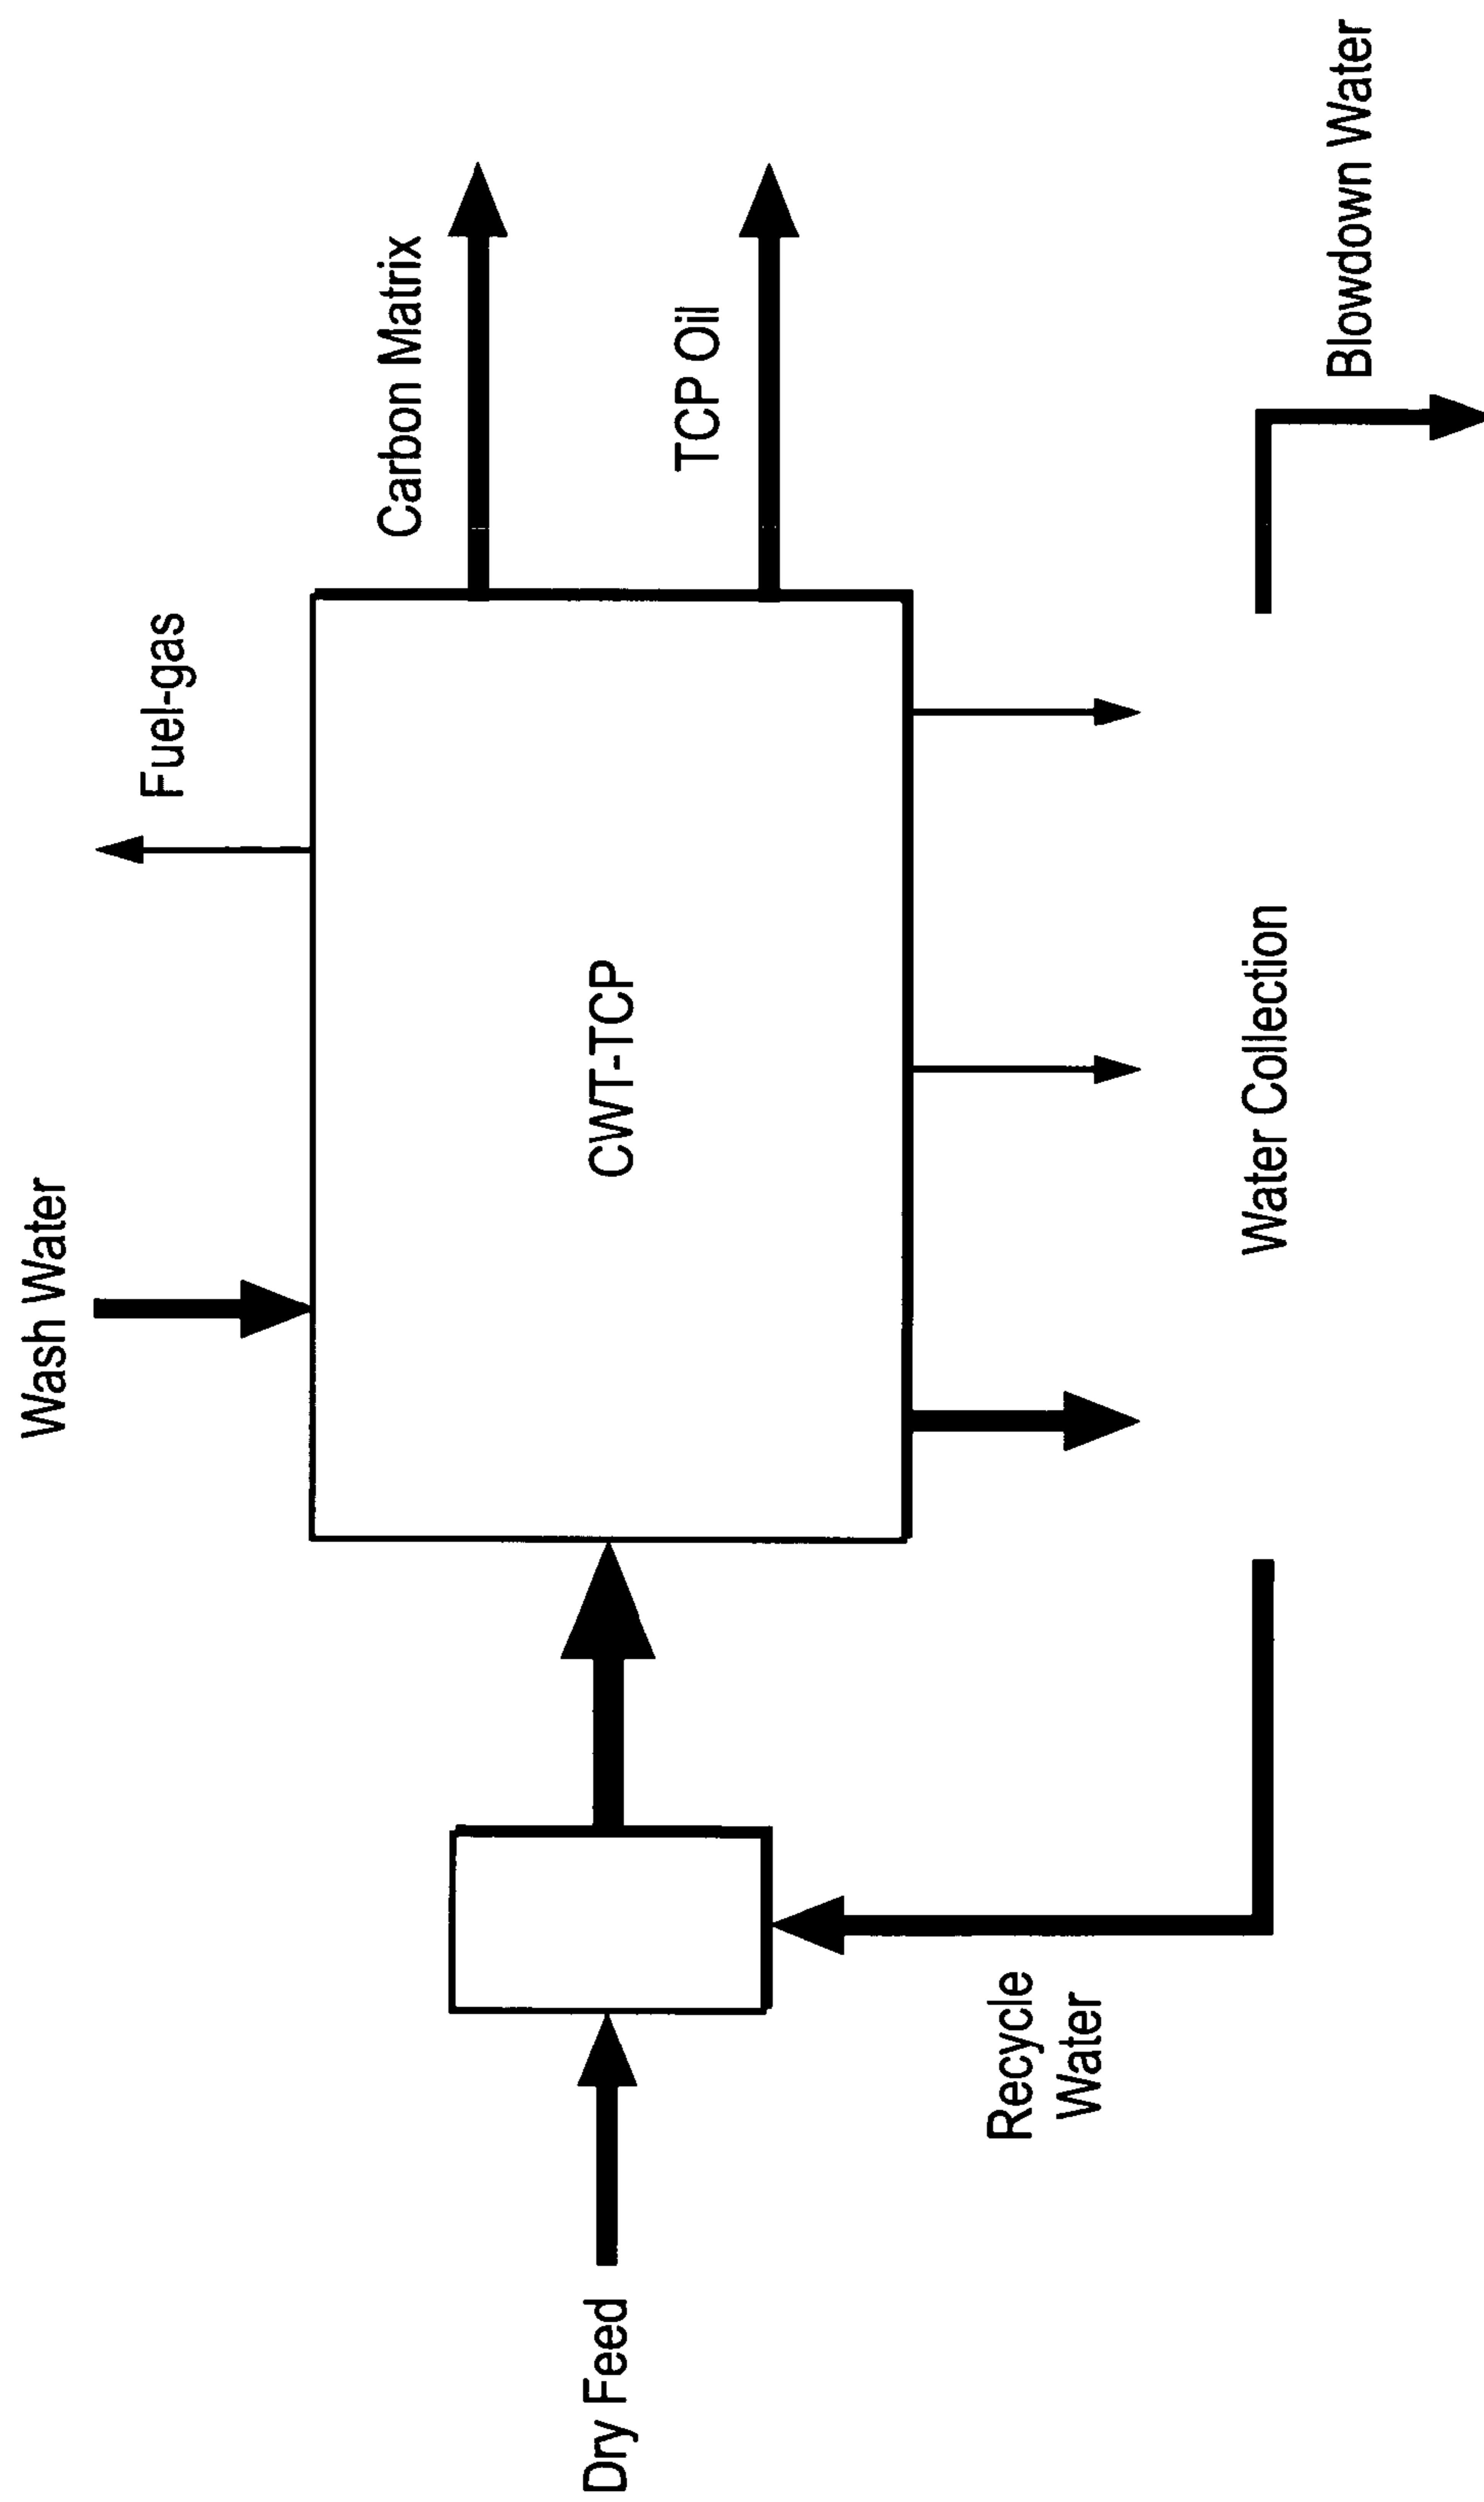 Wash Water
Fuel-gas
Carbon Matrix
TCP Oil
CWT-TCP
Dry Feed
Recycle
Water
Water Collection
Blowdown Water